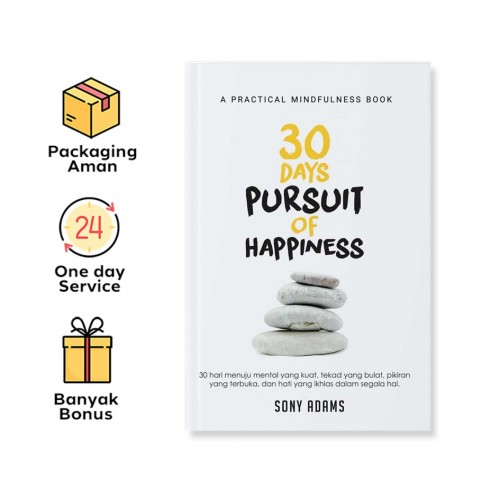 Packaging
Aman
24
One day
Service
Banyak
Bonus
A PRACTICAL MINDFULNESS BOOK
30
DAYS
PURSUIT
OF
HAPPINESS
30 hari menuju mental yang kuat, tekad yang bulat, pikiran
yang terbuka, dan hati yang ikhlas dalam segala hal.
SONY ADAMS